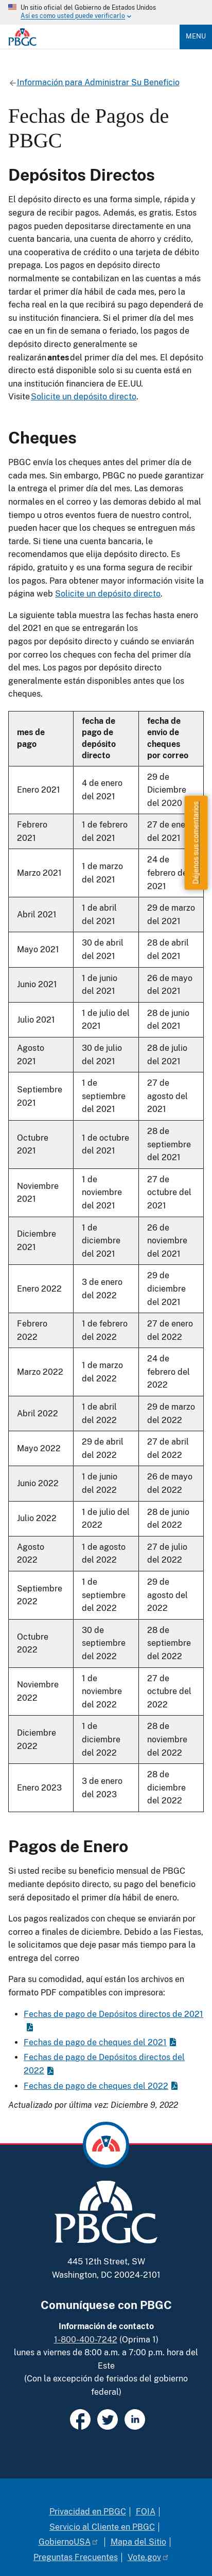 Un sitio oficial del Gobierno de Estados Unidos
Así es como usted puede verificarlo
PBGC
MENU
Información para Administrar Su Beneficio
Fechas de Pagos de
PBGC
Depósitos Directos
El depósito directo es una forma simple, rápida y
segura de recibir pagos. Además, es gratis. Estos
pagos pueden depositarse directamente en una
cuenta bancaria, una cuenta de ahorro y crédito,
de cooperativa de crédito o una tarjeta de débito
prepaga. Los pagos en depósito directo
normalmente se contabilizan en las cuentas el
primer día del mes o alrededor del mismo, pero la
fecha real en la que recibirá su pago dependerá de
su institución financiera. Si el primer día del mes
cae en un fin de semana o feriado, los pagos de
depósito directo generalmente se
realizarán antes del primer día del mes. El depósito
directo está disponible solo si está en una
institución financiera de EE.UU.
Visite Solicite un depósito directo.
Cheques
PBGC envía los cheques antes del primer día de
cada mes. Sin embargo, PBGC no puede garantizar
la entrega el primer día del mes. Las demoras
normales en el correo y las demoras debido al mal
tiempo u otros problemas fuera de nuestro control,
pueden hacer que los cheques se entreguen más
tarde. Si tiene una cuenta bancaria, le
recomendamos que elija depósito directo. Es
rápido, gratuito y es una forma segura de recibir
los pagos. Para obtener mayor información visite la
página web Solicite un depósito directo.
La siguiente tabla muestra las fechas hasta enero
del 2021 en que se depositarán los
pagos por depósito directo y cuándo se enviarán
por correo los cheques con fecha del primer día
del mes. Los pagos por depósito directo
generalmente están disponibles antes que los
cheques.
mes de pago | fecha de pago de depósito directo | fecha de envio de cheques por correo
Enero 2021 | 4 de enero del 2021 | 29 de Diciembre del 2020
Febrero 2021 | 1 de febrero del 2021 | 27 de ene del 2021
Marzo 2021 | 1 de marzo del 2021 | 24 de febrero de 2021
Abril 2021 | 1 de abril del 2021 | 29 de marzo del 2021
Mayo 2021 | 30 de abril del 2021 | 28 de abril del 2021
Junio 2021 | 1 de junio del 2021 | 26 de mayo del 2021
Julio 2021 | 1 de julio del 2021 | 28 de junio del 2021
Agosto 2021 | 30 de julio del 2021 | 28 de julio del 2021
Septiembre 2021 | 1 de septiembre del 2021 | 27 de agosto del 2021
Octubre 2021 | 1 de octubre del 2021 | 28 de septiembre del 2021
Noviembre 2021 | 1 de noviembre del 2021 | 27 de octubre del 2021
Diciembre 2021 | 1 de diciembre del 2021 | 26 de noviembre del 2021
Enero 2022 | 3 de enero del 2022 | 29 de diciembre del 2021
Febrero 2022 | 1 de febrero del 2022 | 27 de enero del 2022
Marzo 2022 | 1 de marzo del 2022 | 24 de febrero del 2022
Abril 2022 | 1 de abril del 2022 | 29 de marzo del 2022
Mayo 2022 | 29 de abril del 2022 | 27 de abril del 2022
Junio 2022 | 1 de junio del 2022 | 26 de mayo del 2022
Julio 2022 | 1 de julio del 2022 | 28 de junio del 2022
Agosto 2022 | 1 de agosto del 2022 | 27 de julio del 2022
Septiembre 2022 | 1 de septiembre del 2022 | 29 de agosto del 2022
Octubre 2022 | 30 de septiembre del 2022 | 28 de septiembre del 2022
Noviembre 2022 | 1 de noviembre del 2022 | 27 de octubre del 2022
Diciembre 2022 | 1 de diciembre del 2022 | 28 de noviembre del 2022
Enero 2023 | 3 de enero del 2023 | 28 de diciembre del 2022
Déjenos sus comentarios
Pagos de Enero
Si usted recibe su beneficio mensual de PBGC
mediante depósito directo, su pago del beneficio
será depositado el primer día hábil de enero.
Los pagos realizados con cheques se enviarán por
correo a finales de diciembre. Debido a las Fiestas,
le solicitamos que deje pasar más tiempo para la
entrega del correo
Para su comodidad, aquí están los archivos en
formato PDF compatibles con impresora:
Fechas de pago de Depósitos directos de 2021
Fechas de pago de cheques del 2021
Fechas de pago de Depósitos directos del
2022
Fechas de pago de cheques del 2022
Actualizado por última vez: Diciembre 9, 2022
PBGC
445 12th Street, SW
Washington, DC 20024-2101
Comuníquese con PBGC
Información de contacto
1-800-400-7242 (Oprima 1)
lunes a viernes de 8:00 a.m. a 7:00 p.m. hora del
Este
(Con la excepción de feriados del gobierno
federal)
Privacidad en PBGC | FOIA |
Servicio al Cliente en PBGC |
GobiernoUSA | Mapa del Sitio |
Preguntas Frecuentes | Vote.gov